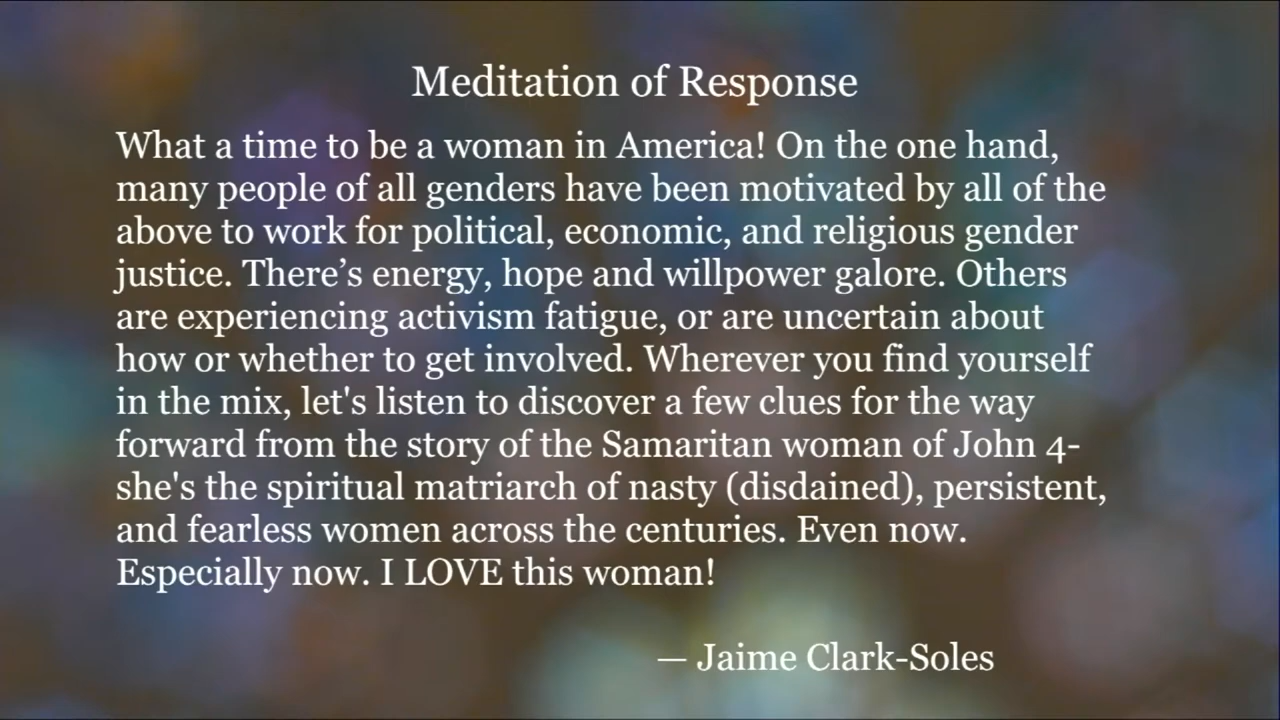 Meditation of Response
What a time to be a woman in America! On the one hand,
many people of all genders have been motivated by all of the
above to work for political, economic, and religious gender
justice. There’s energy, hope and willpower galore. Others
are experiencing activism fatigue, or are uncertain about
how or whether to get involved. Wherever you find yourself
in the mix, let's listen to discover a few clues for the way
forward from the story of the Samaritan woman of John 4-
she's the spiritual matriarch of nasty (disdained), persistent,
and fearless women across the centuries. Even now.
Especially now. I LOVE this woman!
— Jaime Clark-Soles